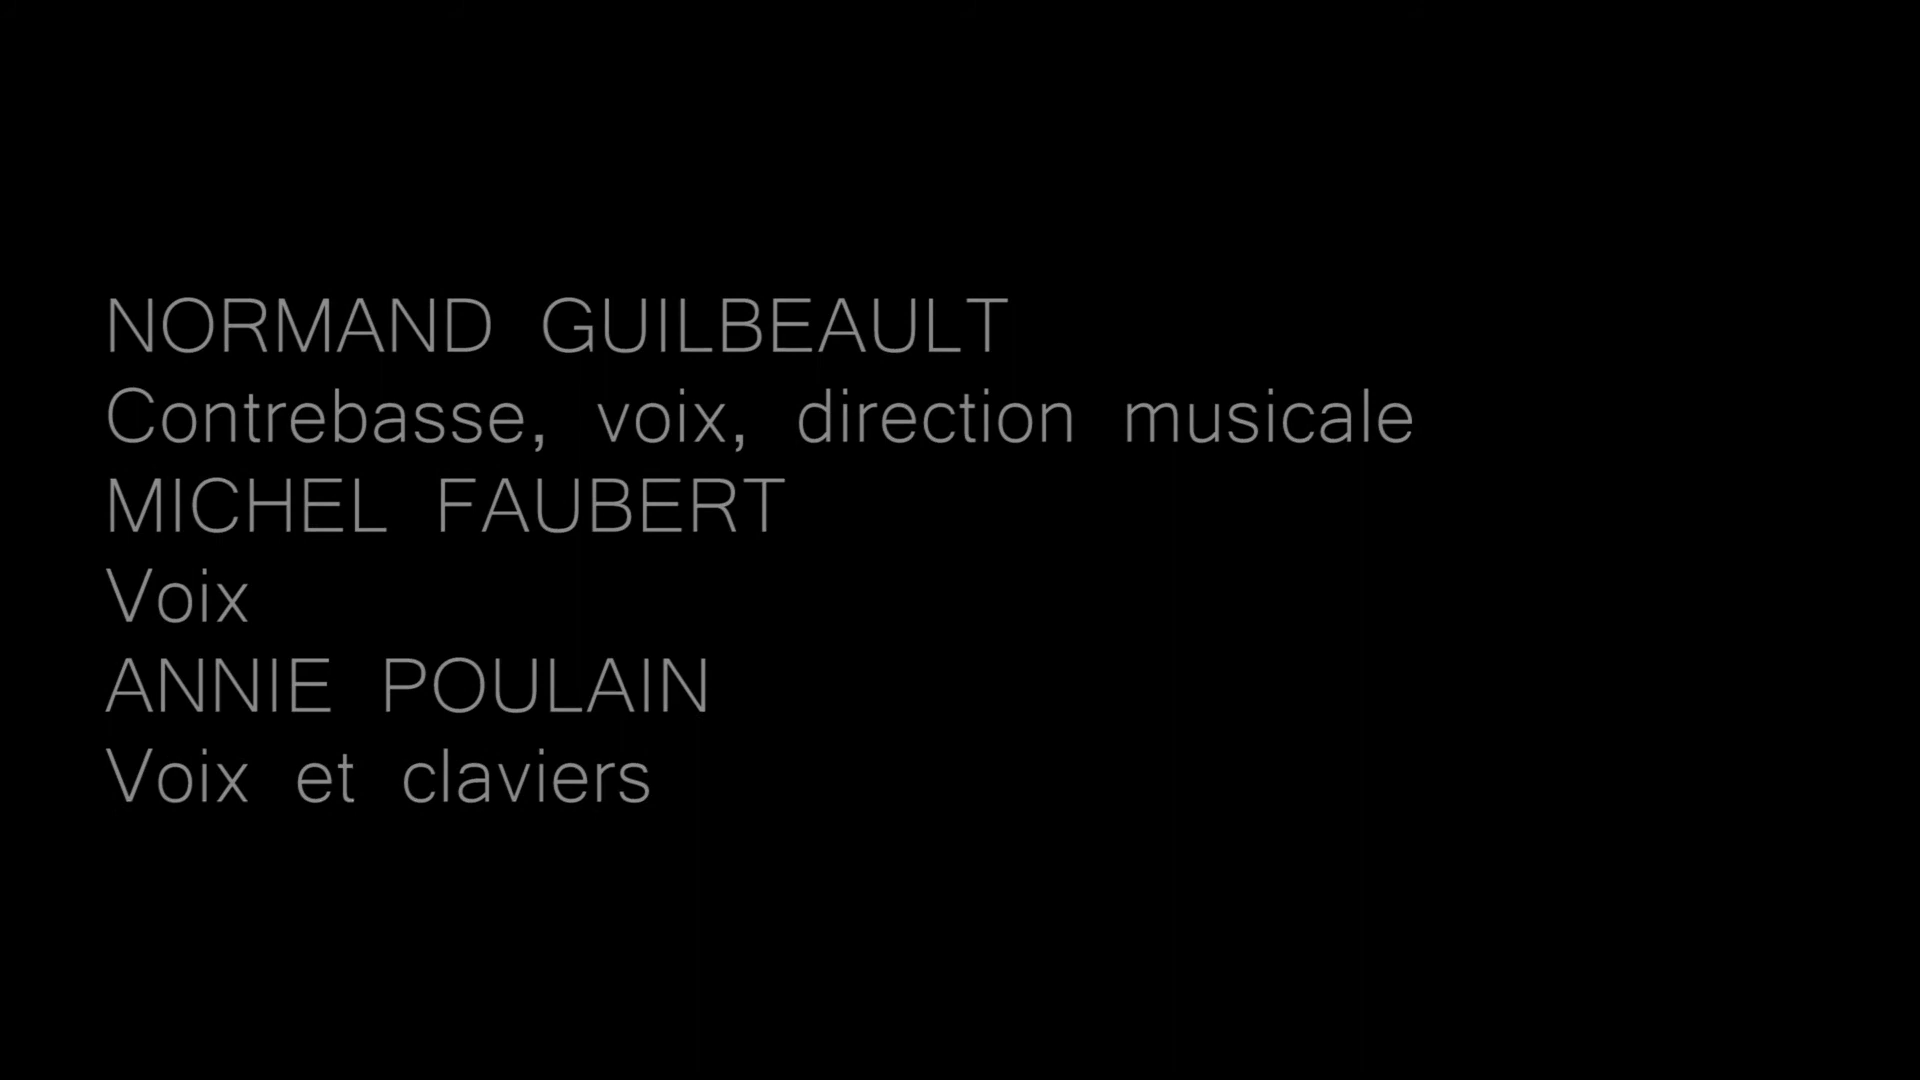 NORMAND GUILBEAULT
Contrebasse, voix, direction musicale
MICHEL FAUBERT
Voix
ANNIE POULAIN
Voix et claviers